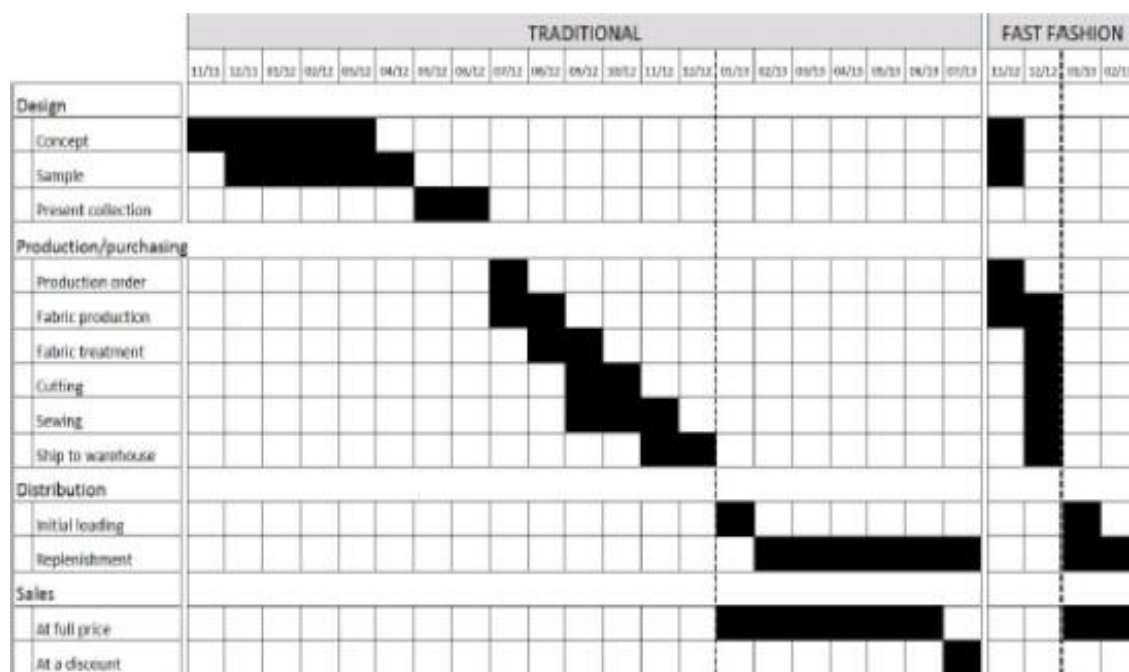 TRADITIONAL FAST FASHION
11/11 12/11 01/12 02/12 03/12 04/12 05/12 06/12 07/12 08/12 09/12 10/12 11/12 12/12 01/13 02/13 03/13 04/13 05/13 06/13 07/13 11/12 12/12 01/13
Design
Concept
Sample
Present collection
Production/purchasing
Production order
Fabric production
Fabric treatment
Cutting
Sewing
Ship to warehouse
Distribution
Initial loading
Replenishment
Sales
At full price
At a discount